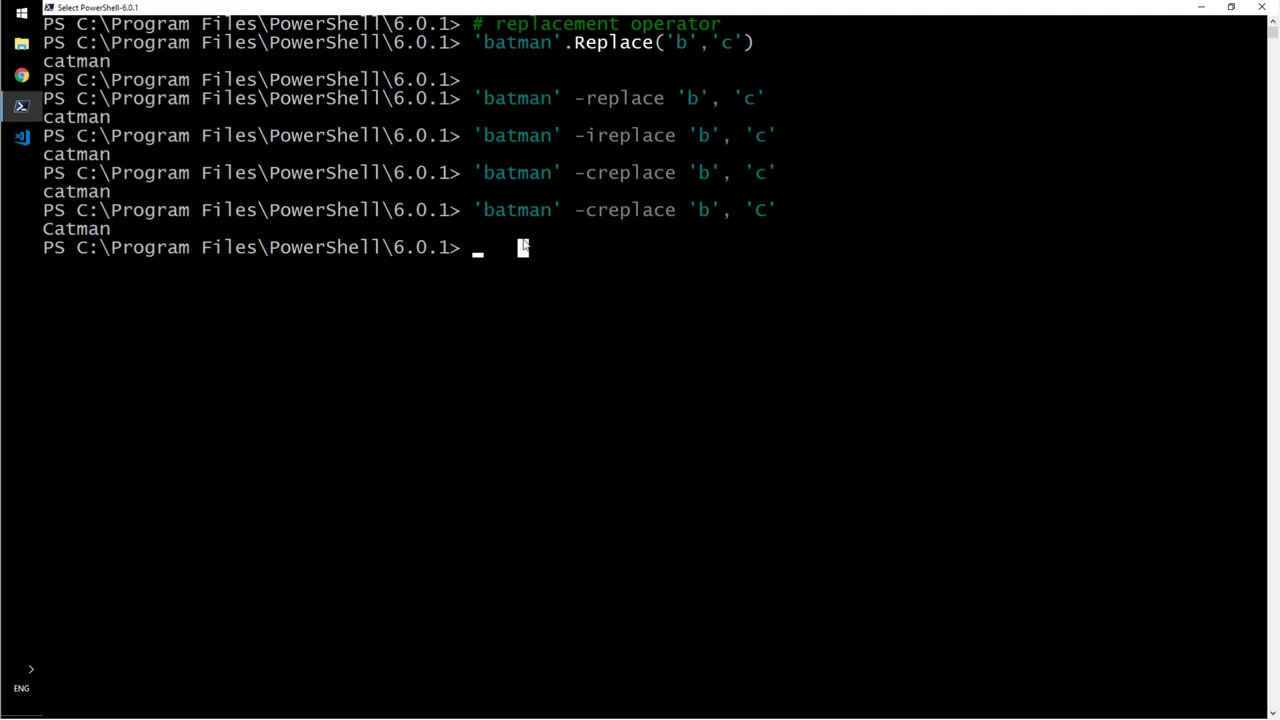 Select PowerShell-6.0.1
PS C:\Program Files\PowerShell\6.0.1> # replacement operator
PS C:\Program Files\PowerShell\6.0.1> 'batman'.Replace('b','c')
catman
PS C:\Program Files\PowerShell\6.0.1>
PS C:\Program Files\PowerShell\6.0.1> 'batman' -replace 'b', 'c'
catman
PS C:\Program Files\PowerShell\6.0.1> 'batman' -ireplace 'b', 'c'
catman
PS C:\Program Files\PowerShell\6.0.1> 'batman' -creplace 'b', 'c'
catman
PS C:\Program Files\PowerShell\6.0.1> 'batman' -creplace 'b', 'C'
Catman
PS C:\Program Files\PowerShell\6.0.1>
ENG